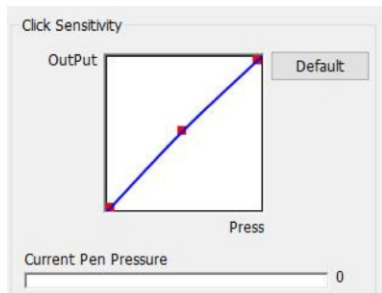 Click Sensitivity
OutPut
Default
Press
Current Pen Pressure
0